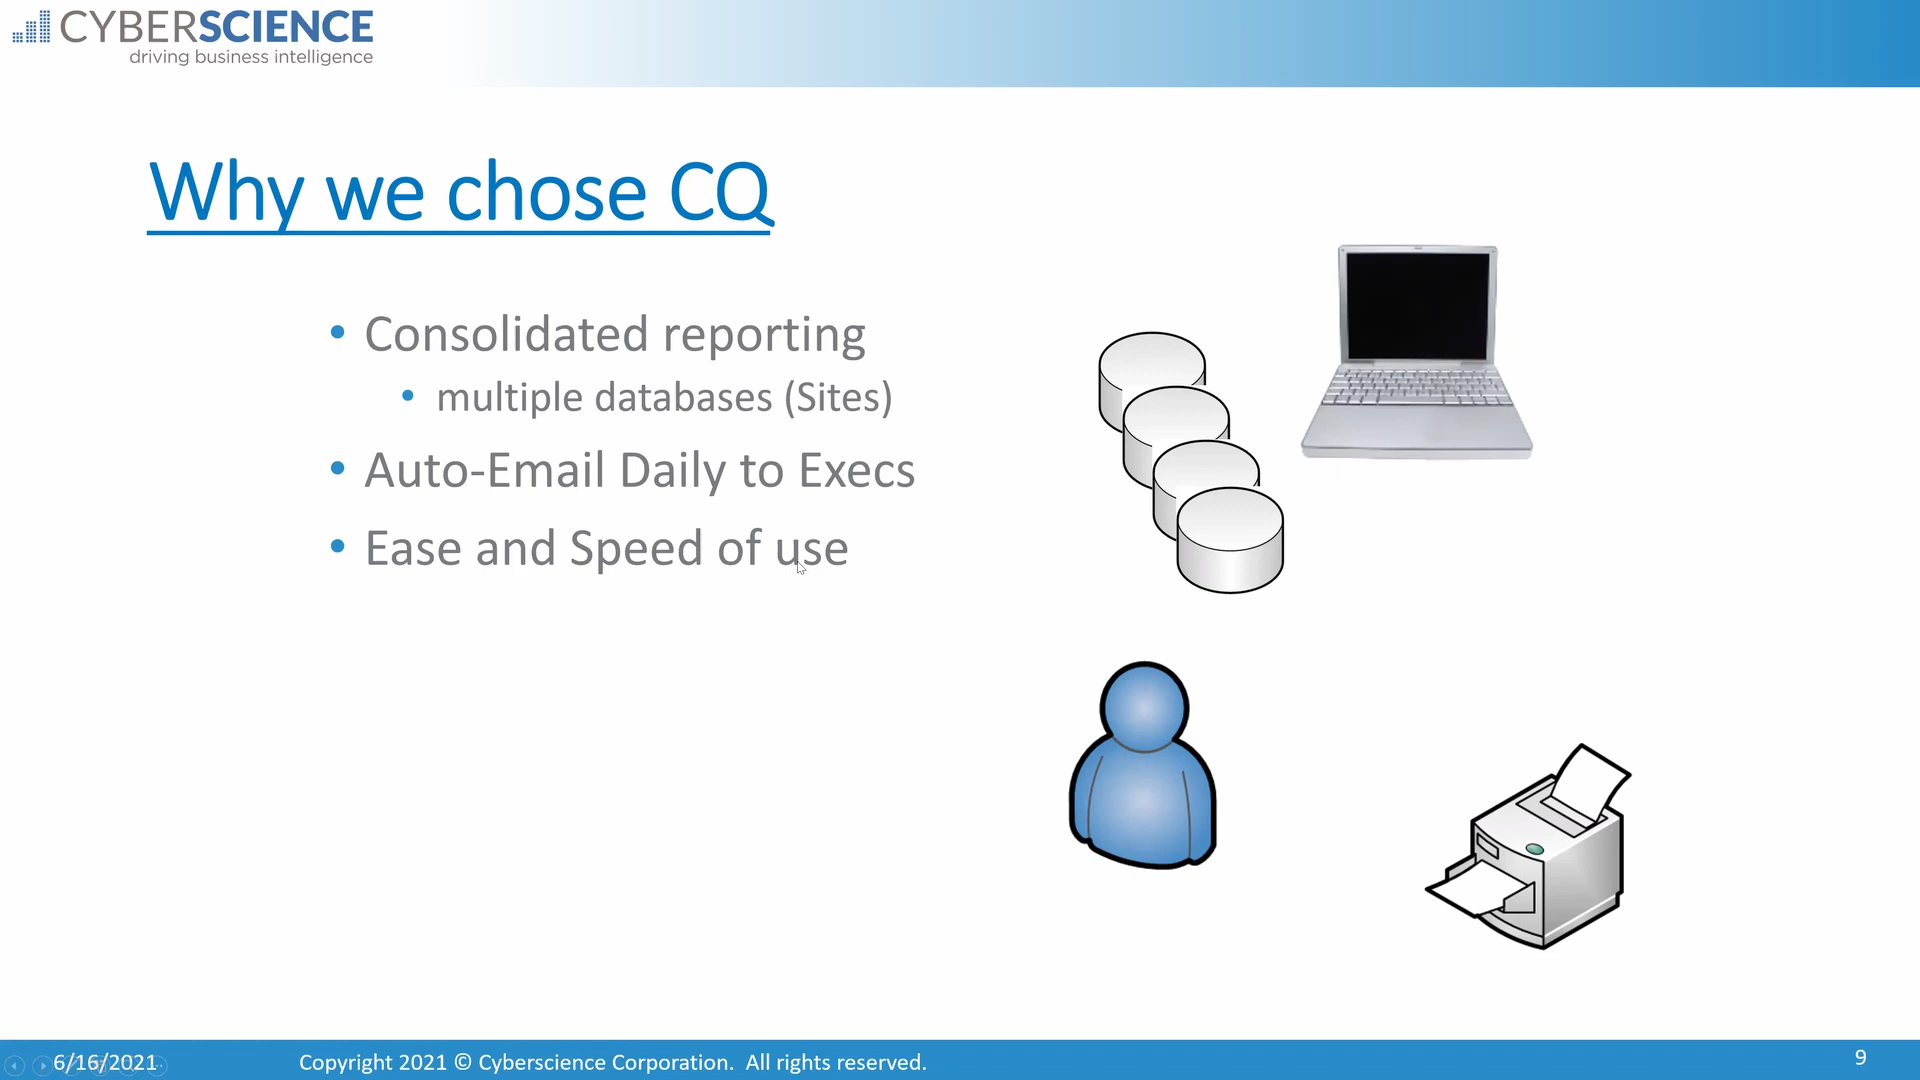 CYBERSCIENCE
driving business intelligence
Why we chose CQ
• Consolidated reporting
• multiple databases (Sites)
• Auto-Email Daily to Execs
• Ease and Speed of use
6/16/2021
Copyright 2021 © Cyberscience Corporation. All rights reserved.
9